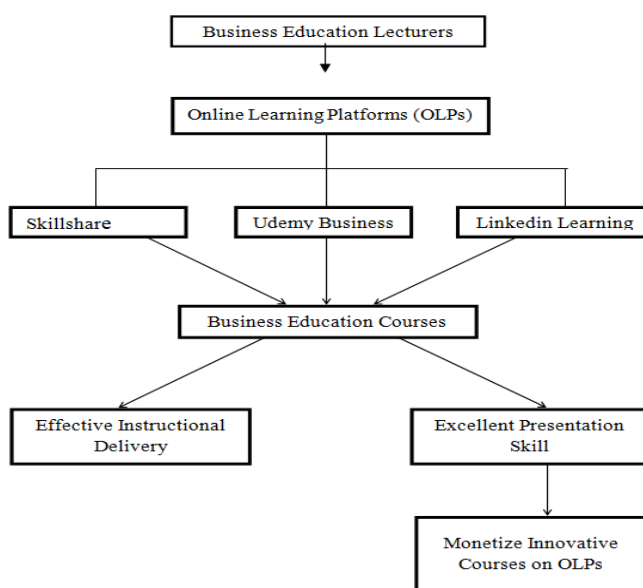 Business Education Lecturers
Online Learning Platforms (OLPs)
Skillshare
Udemy Business
Linkedin Learning
Business Education Courses
Effective Instructional
Delivery
Excellent Presentation
Skill
Monetize Innovative
Courses on OLPs